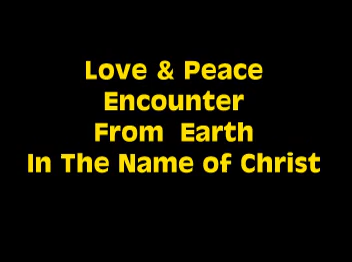 Love & Peace
Encounter
From  Earth
In The Name of Christ